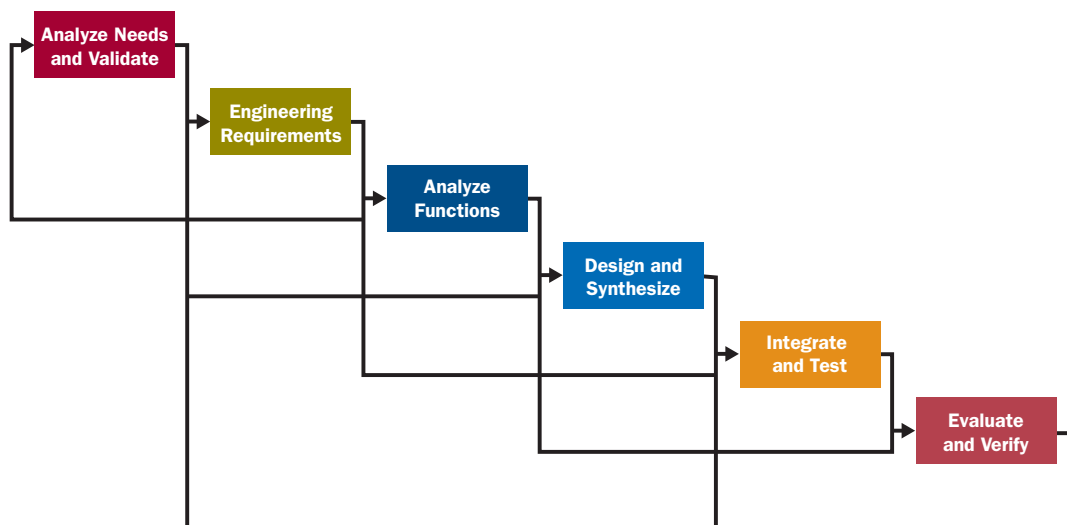 Analyze Needs
and Validate
Engineering
Requirements
Analyze
Functions
Design and
Synthesize
Integrate
and Test
Evaluate
and Verify